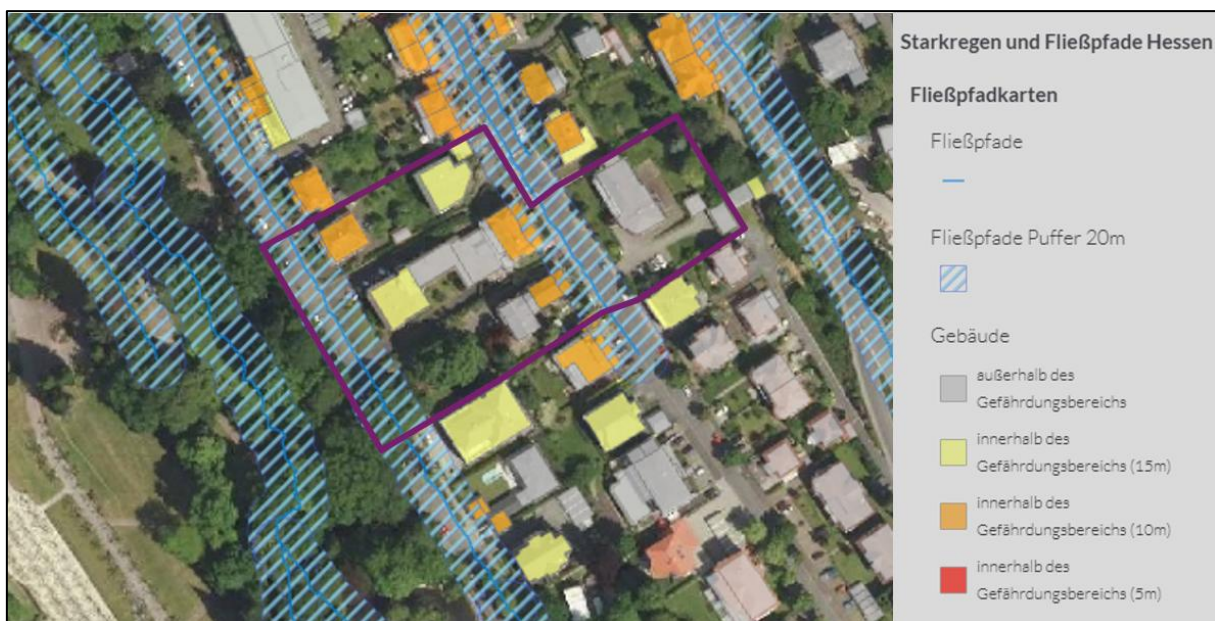 Starkregen und Fließpfade Hessen
Fließpfadkarten
Fließpfade
Fließpfade Puffer 20m
Gebäude
außerhalb des
Gefährdungsbereichs
innerhalb des
Gefährdungsbereichs (15m)
innerhalb des
Gefährdungsbereichs (10m)
innerhalb des
Gefährdungsbereichs (5m)